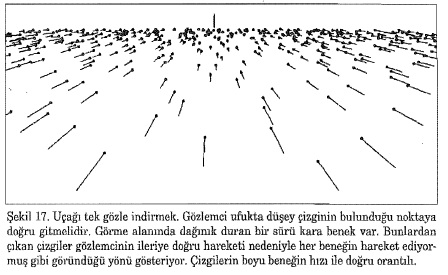 Şekil 17. Uçağı tek gözle indirmek. Gözlemci ufukta düşey çizginin bulunduğu noktaya
doğru gitmelidir. Görme alanında dağınık duran bir sürü kara benek var. Bunlardan
çıkan çizgiler gözlemcinin ileriye doğru hareketi nedeniyle her beneğin hareket ediyor-
muş gibi göründüğü yönü gösteriyor. Çizgilerin boyu beneğin hızı ile doğru orantılı.